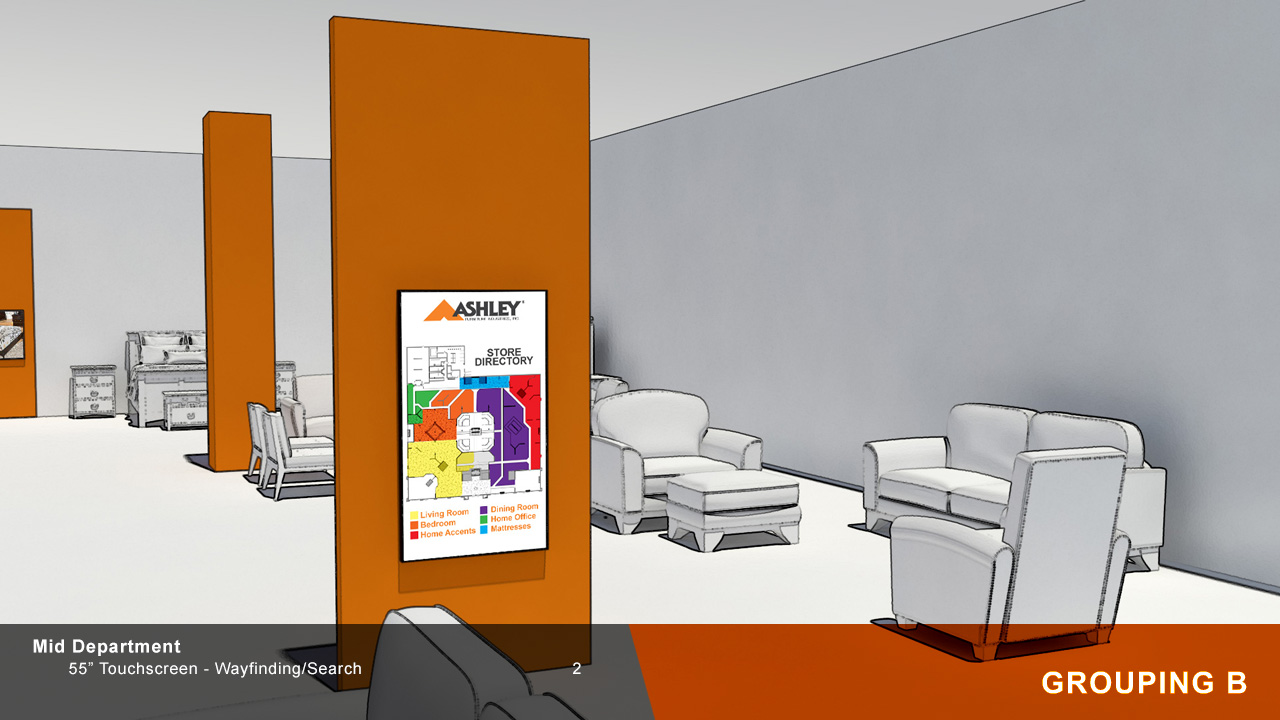 ASHLEY®
STORE
DIRECTORY
Living Room
Bedroom
Home Accents
Dining Room
Home Office
Mattresses
Mid Department
55” Touchscreen - Wayfinding/Search 2
GROUPING B